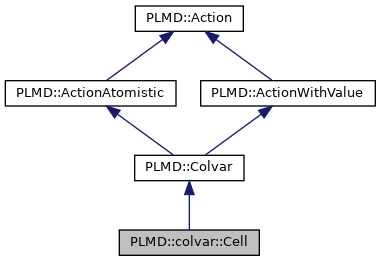 PLMD::Action
PLMD::ActionAtomistic
PLMD::ActionWithValue
PLMD::Colvar
PLMD::colvar::Cell